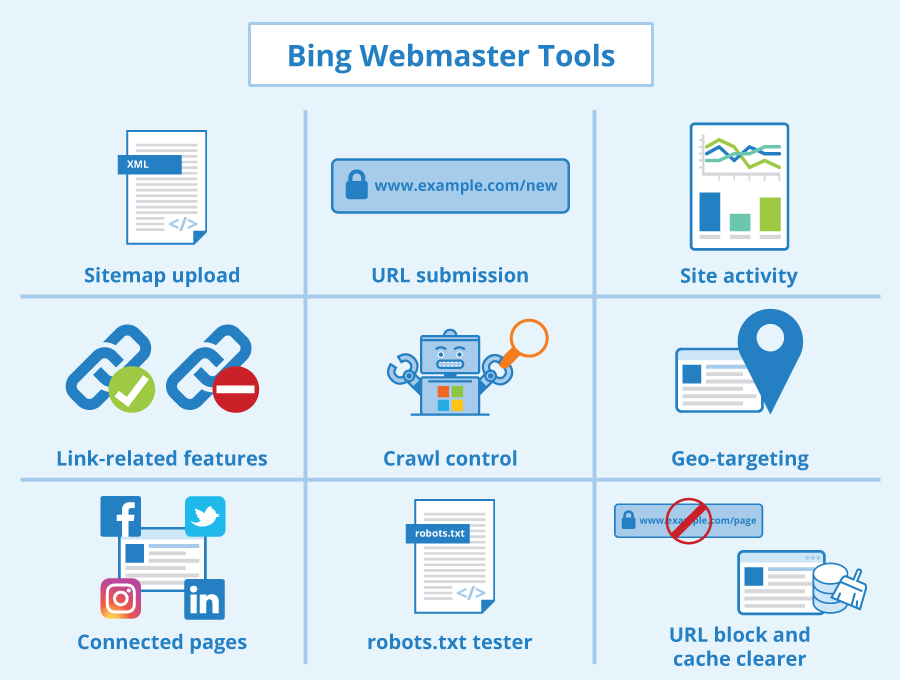 Bing Webmaster Tools
XML
</>
Sitemap upload
www.example.com/new
URL submission
Site activity
Link-related features
Crawl control
Geo-targeting
f
in
Connected pages
robots.txt
</>
robots.txt tester
www.example.com/page
URL block and
cache clearer